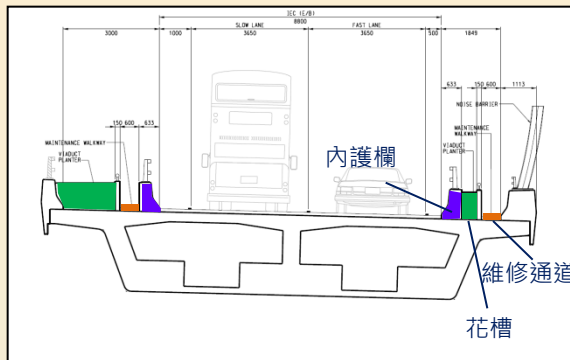 IEC (E/B)
8800
SLOW LANE
FAST LANE
3000
1000
3650
3650
500
1849
633
150
600
1113
150
600
633
NOISE BARRIER
MAINTENANCE WALKWAY
VIADUCT
PLANTER
MAINTENANCE
WALKWAY
VIADUCT
PLANTER
內護欄
維修通道
花槽